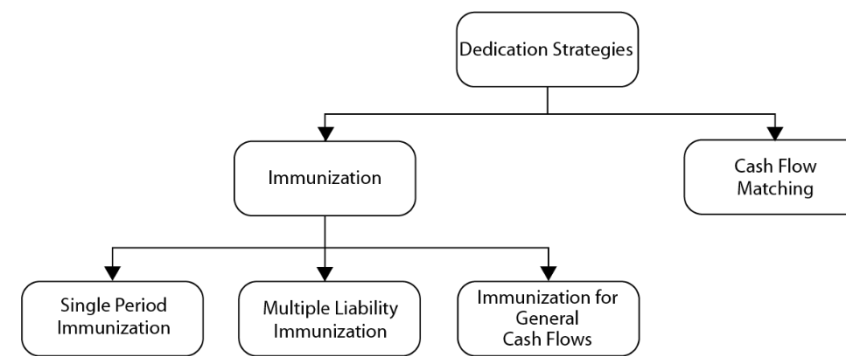 Dedication Strategies
Immunization
Cash Flow
Matching
Single Period
Immunization
Multiple Liability
Immunization
Immunization for
General
Cash Flows